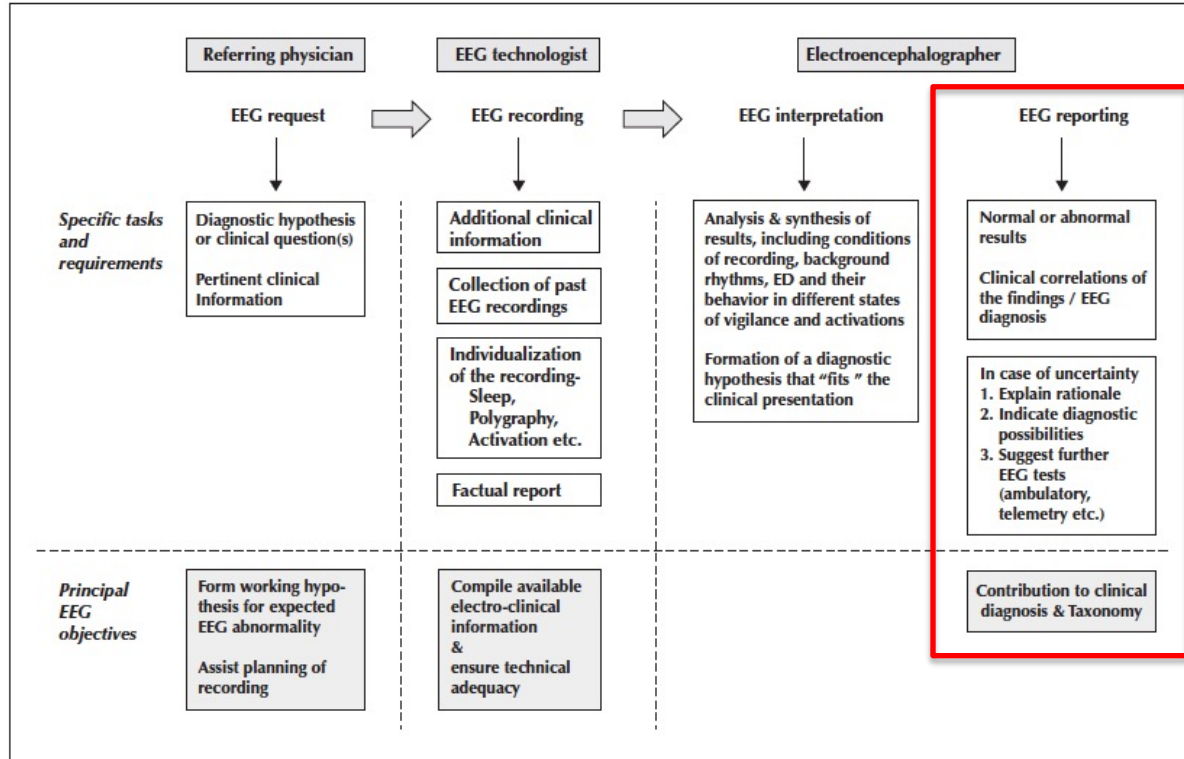 Referring physician
EEG technologist
Electroencephalographer
EEG request
EEG recording
EEG interpretation
EEG reporting
Specific tasks
and
requirements
Diagnostic hypothesis
or clinical question(s)
Pertinent clinical
Information
Additional clinical
information
Collection of past
EEG recordings
Individualization
of the recording-
Sleep,
Polygraphy,
Activation etc.
Factual report
Analysis & synthesis of
results, including conditions
of recording, background
rhythms, ED and their
behavior in different states
of vigilance and activations
Formation of a diagnostic
hypothesis that “fits ” the
clinical presentation
Normal or abnormal
results
Clinical correlations of
the findings / EEG
diagnosis
In case of uncertainty
1. Explain rationale
2. Indicate diagnostic
possibilities
3. Suggest further
EEG tests
(ambulatory,
telemetry etc.)
Principal
EEG
objectives
Form working hypo-
thesis for expected
EEG abnormality
Assist planning of
recording
Compile available
electro-clinical
information
&
ensure technical
adequacy
Contribution to clinical
diagnosis & Taxonomy